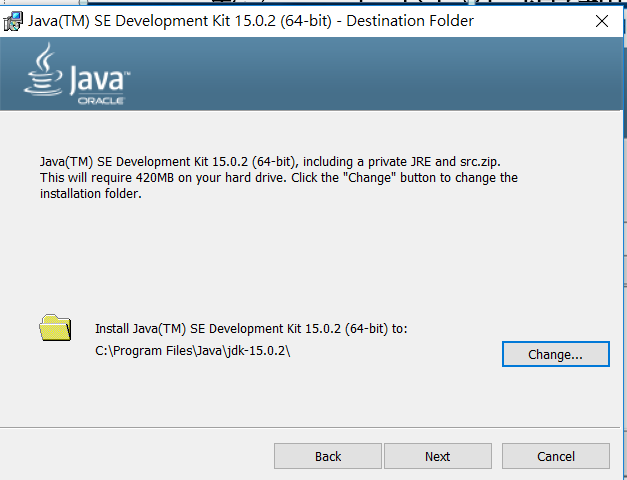 Java(TM) SE Development Kit 15.0.2 (64-bit) - Destination Folder
Java™
ORACLE
Java(TM) SE Development Kit 15.0.2 (64-bit), including a private JRE and src.zip.
This will require 420MB on your hard drive. Click the "Change" button to change the
installation folder.
Install Java(TM) SE Development Kit 15.0.2 (64-bit) to:
C:\Program Files\Java\jdk-15.0.2\
Change...
Back
Next
Cancel